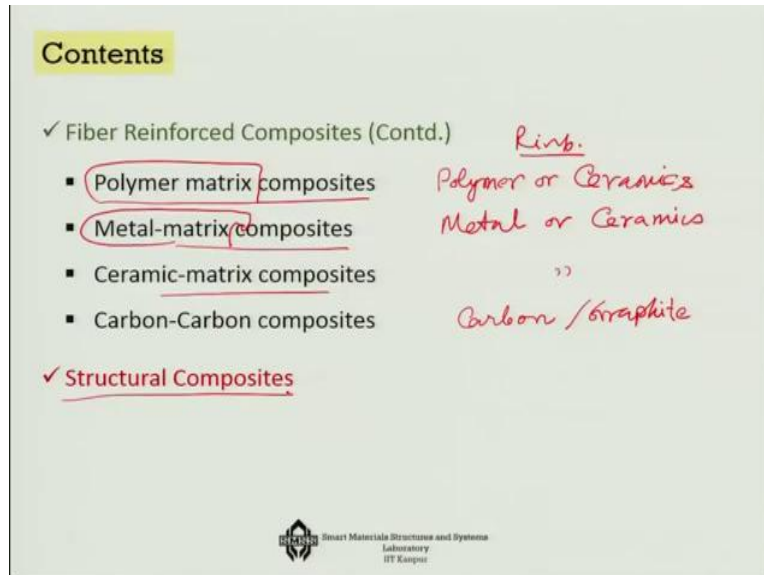 Contents
✓ Fiber Reinforced Composites (Contd.)
Rinb.
▪ Polymer matrix composites Polymer or Ceramics
▪ Metal-matrix composites Metal or Ceramics
▪ Ceramic-matrix composites ”
▪ Carbon-Carbon composites Carbon / Graphite
✓ Structural Composites
Smart Materials Structures and Systems
Laboratory
IIT Kanpur